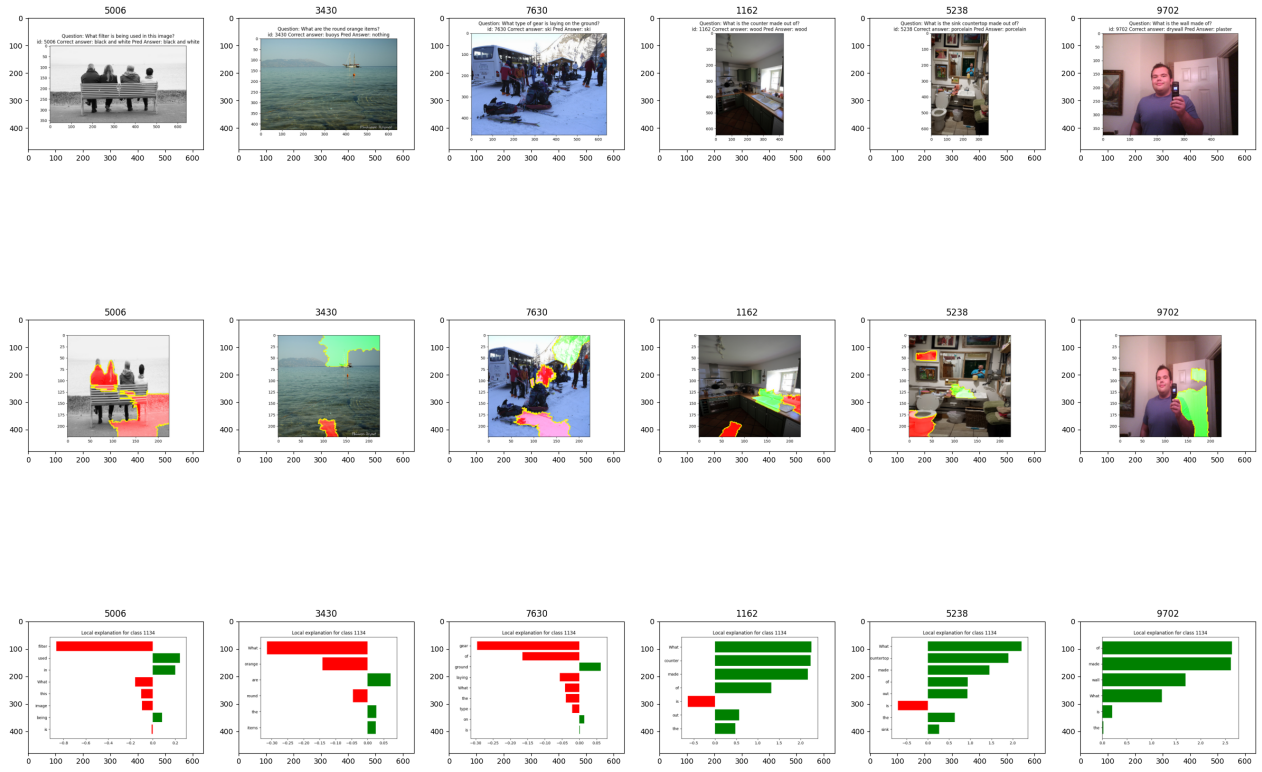 5006 3430 7630 1162 5238 9702
Question: What filter is being used in this image?
id: 5006 Correct answer: black and white Pred Answer: black and white
Question: What are the round orange items?
id: 3430 Correct answer: buoys Pred Answer: nothing
Question: What type of gear is laying on the ground?
id: 7630 Correct answer: ski Pred Answer: ski
Question: What is the counter made out of?
id: 1162 Correct answer: wood Pred Answer: wood
Question: What is the sink countertop made out of?
id: 5238 Correct answer: porcelain Pred Answer: porcelain
Question: What is the wall made of?
id: 9702 Correct answer: drywall Pred Answer: plaster
5006 3430 7630 1162 5238 9702
5006 3430 7630 1162 5238 9702
Local explanation for class 1134
filter
used
in
What
this
image
being
is
Local explanation for class 1134
What
orange
are
round
the
items
Local explanation for class 1134
gear
of
ground
laying
What
the
type
on
is
Local explanation for class 1134
What
counter
made
of
is
out
the
Local explanation for class 1134
What
countertop
made
of
out
is
the
sink
Local explanation for class 1134
of
made
wall
What
is
the